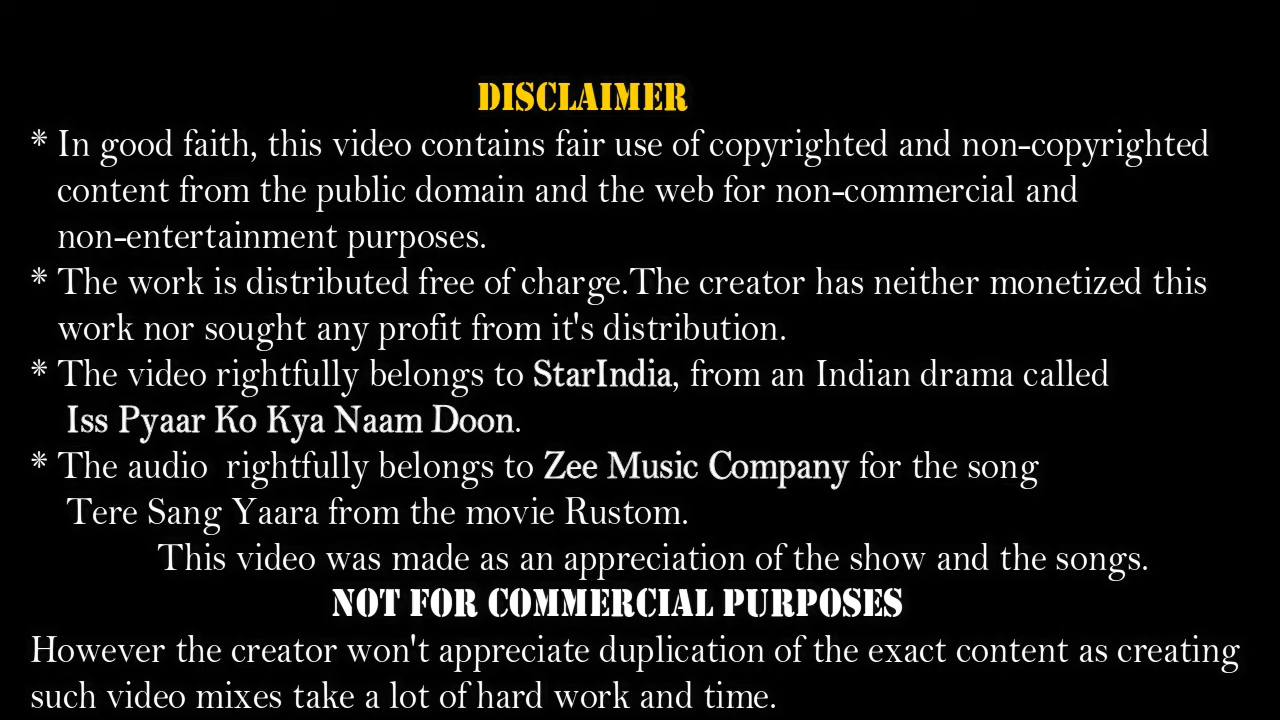 DISCLAIMER
* In good faith, this video contains fair use of copyrighted and non-copyrighted
content from the public domain and the web for non-commercial and
non-entertainment purposes.
* The work is distributed free of charge.The creator has neither monetized this
work nor sought any profit from it's distribution.
* The video rightfully belongs to StarIndia, from an Indian drama called
Iss Pyaar Ko Kya Naam Doon.
* The audio  rightfully belongs to Zee Music Company for the song
Tere Sang Yaara from the movie Rustom.
This video was made as an appreciation of the show and the songs.
NOT FOR COMMERCIAL PURPOSES
However the creator won't appreciate duplication of the exact content as creating
such video mixes take a lot of hard work and time.